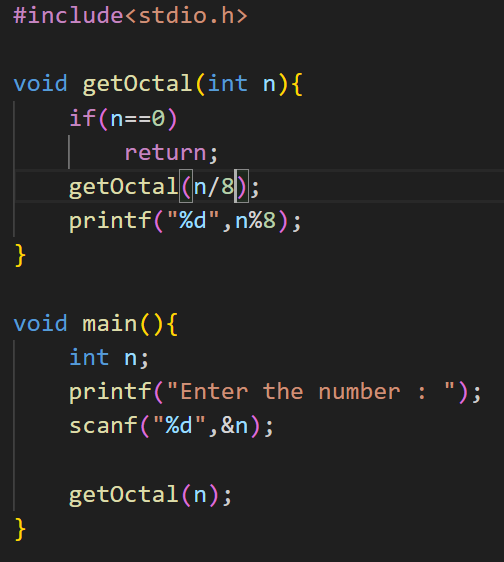 #include<stdio.h>
void getOctal(int n){
    if(n==0)
        return;
    getOctal(n/8);
    printf("%d",n%8);
}
void main(){
    int n;
    printf("Enter the number : ");
    scanf("%d",&n);
    getOctal(n);
}